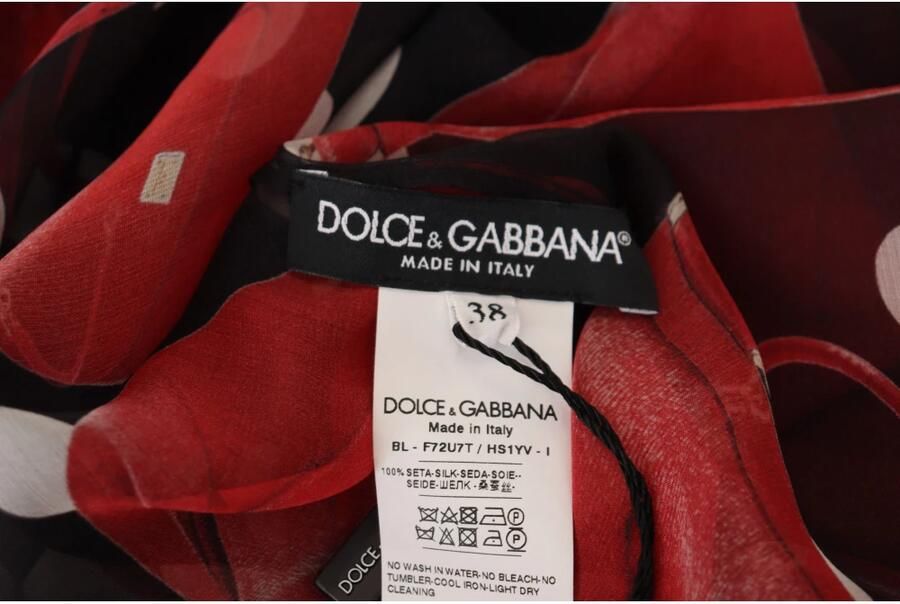 DOLCE & GABBANA®
MADE IN ITALY
38
DOLCE & GABBANA
Made in Italy
BL - F72U7T / HS1YV - I
100% SETA-SILK-SEDA-SOIE--
SEIDE-ШЕЛК-桑蚕丝-
NO WASH IN WATER-NO BLEACH-NO
TUMBLER-COOL IRON-LIGHT DRY
CLEANING
DOLCE